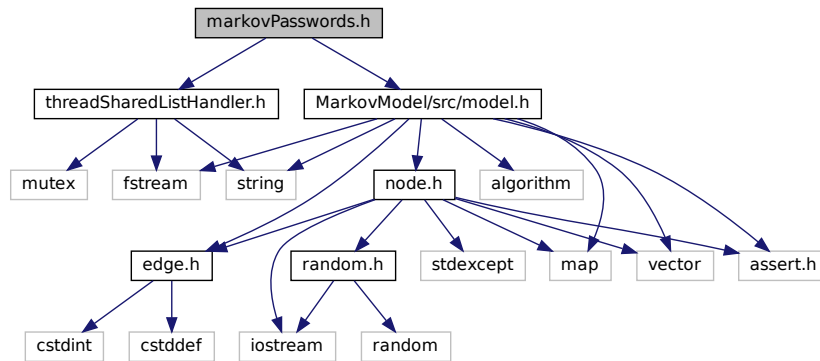 markovPasswords.h
threadSharedListHandler.h
MarkovModel/src/model.h
mutex
fstream
string
node.h
algorithm
edge.h
random.h
stdexcept
map
vector
assert.h
cstdint
cstddef
iostream
random